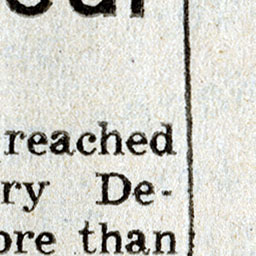 reached
ry De-
ore than